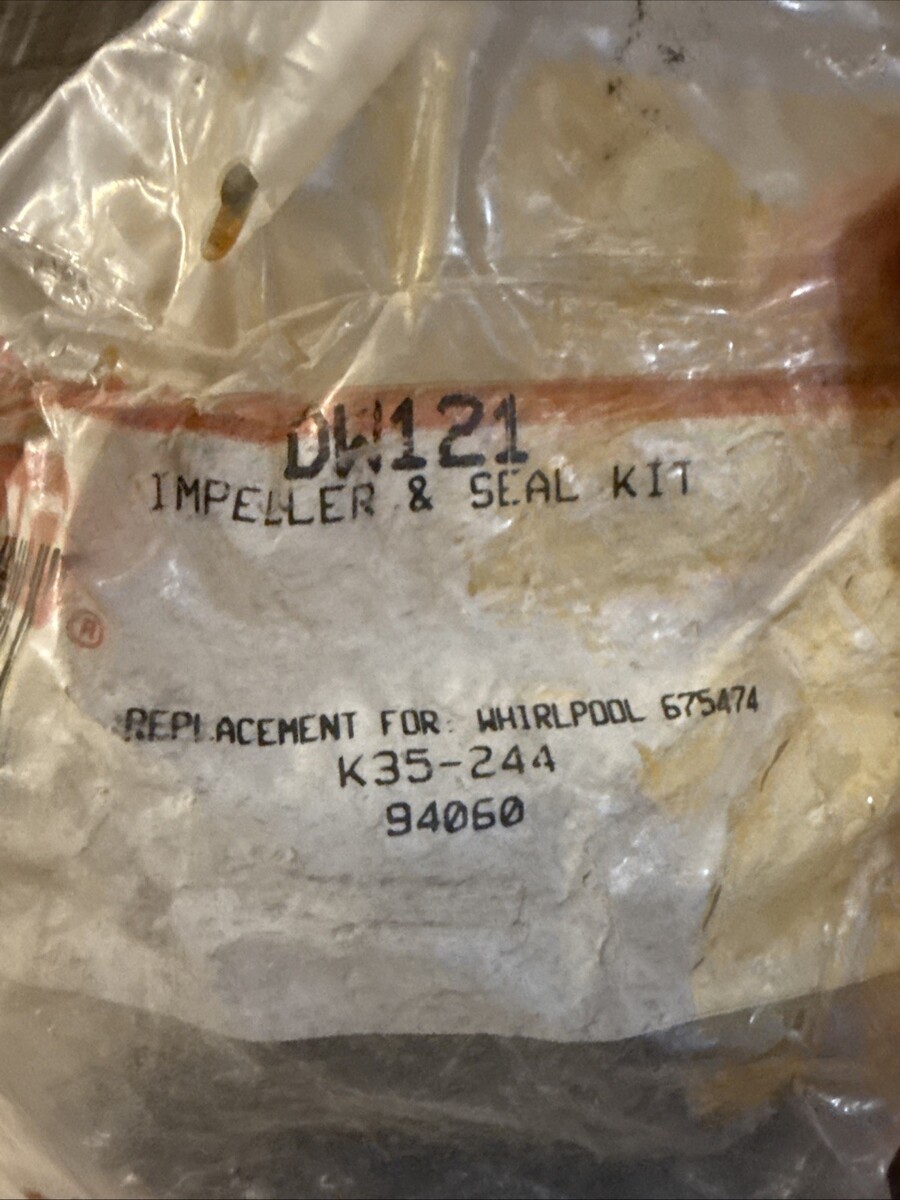 DW121
IMPELLER & SEAL KIT
®
REPLACEMENT FOR: WHIRLPOOL 675474
K35-244
94060